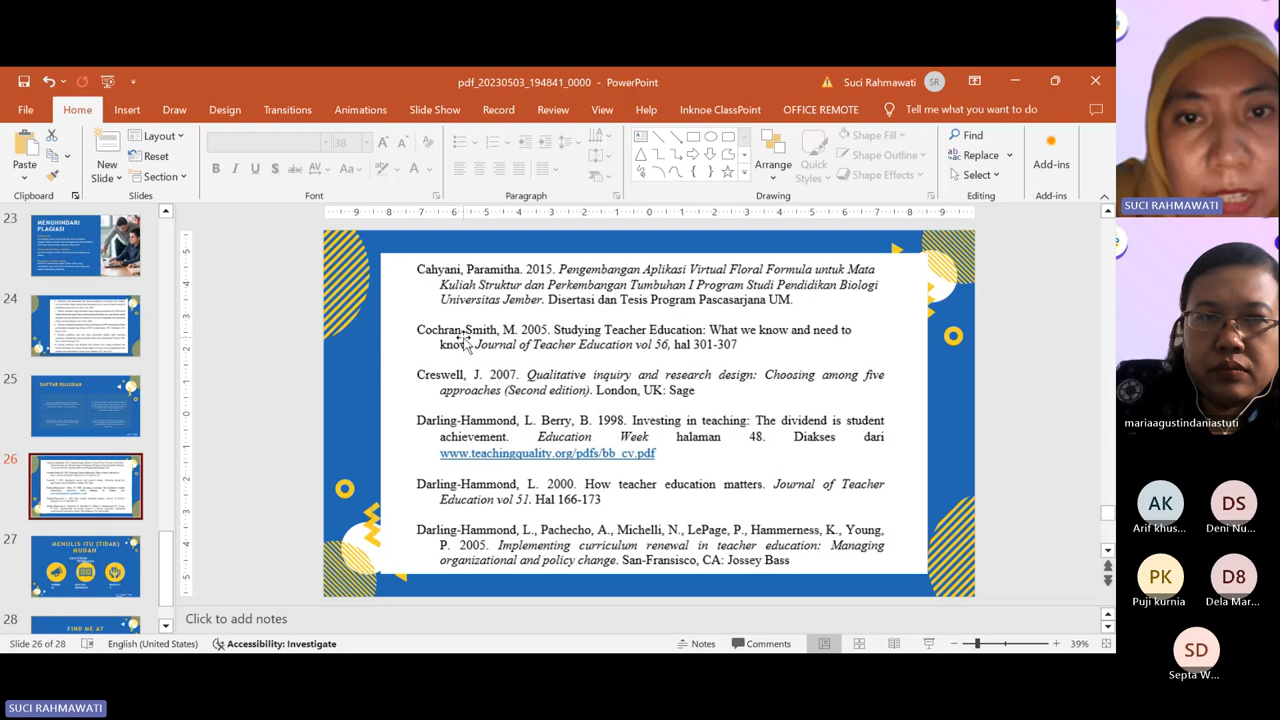 pdf_20230503_194841_0000 - PowerPoint
Suci Rahmawati
SR
File
Home
Insert
Draw
Design
Transitions
Animations
Slide Show
Record
Review
View
Help
Inknoe ClassPoint
OFFICE REMOTE
Tell me what you want to do
Paste
New
Slide
Layout
Reset
Section
38
Shape Fill
Shape Outline
Shape Effects
Arrange
Quick
Styles
Find
Replace
Select
Add-ins
Clipboard
Slides
Font
Paragraph
Drawing
Editing
Add-ins
SUCI RAHMAWATI
23
MENGHINDARI
PLAGIASI
24
25
DAFTAR RUJUKAN
26
27
MENULIS ITU (TIDAK)
MUDAH
28
FIND ME AT
Cahyani, Paramitha. 2015. Pengembangan Aplikasi Virtual Floral Formula untuk Mata
Kuliah Struktur dan Perkembangan Tumbuhan I Program Studi Pendidikan Biologi
Universitas Jember. Disertasi dan Tesis Program Pascasarjana UM.
Cochran-Smith, M. 2005. Studying Teacher Education: What we know and need to
know. Journal of Teacher Education vol 56, hal 301-307
Creswell, J. 2007. Qualitative inquiry and research design: Choosing among five
approaches (Second edition). London, UK: Sage
Darling-Hammond, L. Berry, B. 1998. Investing in teaching: The dividend is student
achievement. Education Week halaman 48. Diakses dari
www.teachingquality.org/pdfs/bb_cv.pdf
Darling-Hammond, L. 2000. How teacher education matters. Journal of Teacher
Education vol 51. Hal 166-173
Darling-Hammond, L., Pachecho, A., Michelli, N., LePage, P., Hammerness, K., Young,
P. 2005. Implementing curriculum renewal in teacher education: Managing
organizational and policy change. San-Fransisco, CA: Jossey Bass
Click to add notes
Slide 26 of 28
English (United States)
Accessibility: Investigate
Notes
Comments
39%
mariaagustindaniastuti
AK
Arif khus...
DS
Deni Nu...
PK
Puji kurnia
D8
Dela Mar...
SD
Septa W...
SUCI RAHMAWATI